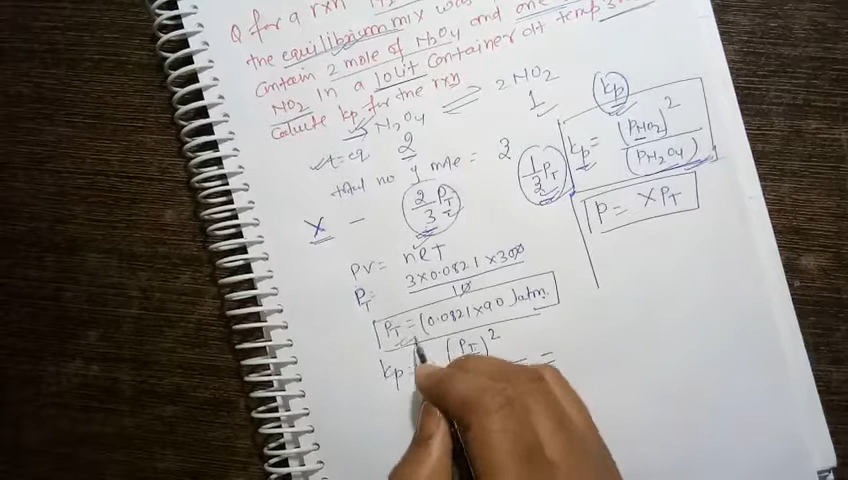 Q for a rxn
the equilibrium mix was
Contain 2 mole of N₂O₄ and one
NO₂ In a 10 Lit Container at temp
Calculte kp for the rxn
N₂O₄ ⇌ 2NO₂
t=eq 2 1
total no of mole = 3
X - 2/3 PT 1/3 PT
kp
kp = (PNO₂)² / (PN₂O₄)
P = XPT
PV = nRT
PT = 3×0.0821×300 / 10
PT = (0.0821×90) atm.
kp = (PT)² =